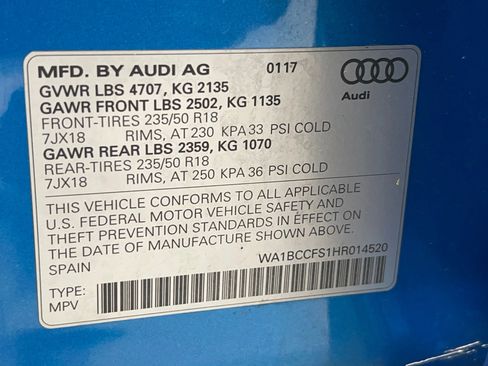 MFD. BY AUDI AG 0117
GVWR LBS 4707, KG 2135
GAWR FRONT LBS 2502, KG 1135
FRONT-TIRES 235/50 R18
7JX18 RIMS, AT 230 KPA 33 PSI COLD
GAWR REAR LBS 2359, KG 1070
REAR-TIRES 235/50 R18
7JX18 RIMS, AT 250 KPA 36 PSI COLD
Audi
THIS VEHICLE CONFORMS TO ALL APPLICABLE
U.S. FEDERAL MOTOR VEHICLE SAFETY AND
THEFT PREVENTION STANDARDS IN EFFECT ON
THE DATE OF MANUFACTURE SHOWN ABOVE.
SPAIN WA1BCCFS1HR014520
TYPE:
MPV